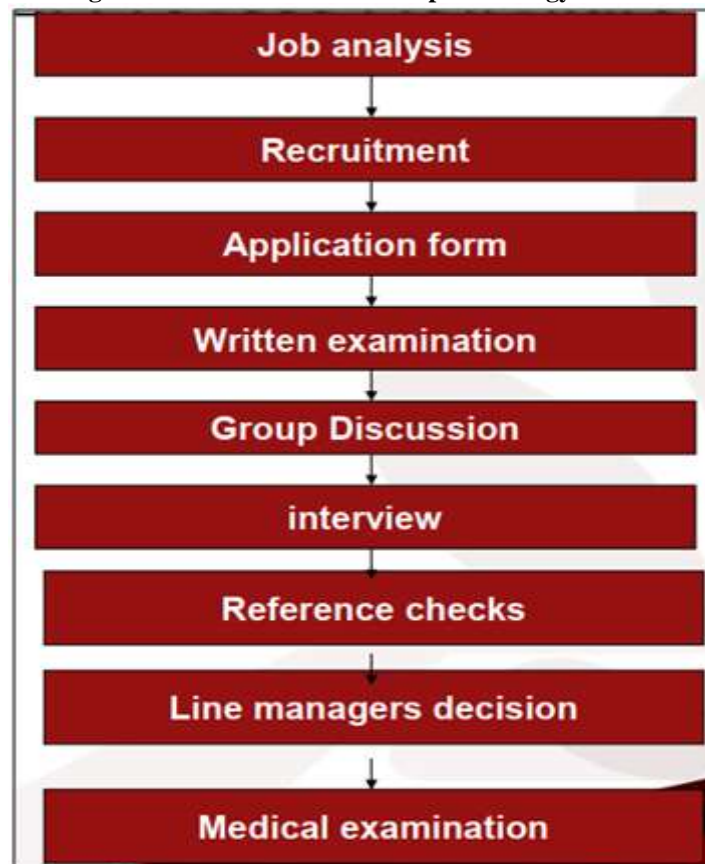 Job analysis
Recruitment
Application form
Written examination
Group Discussion
interview
Reference checks
Line managers decision
Medical examination